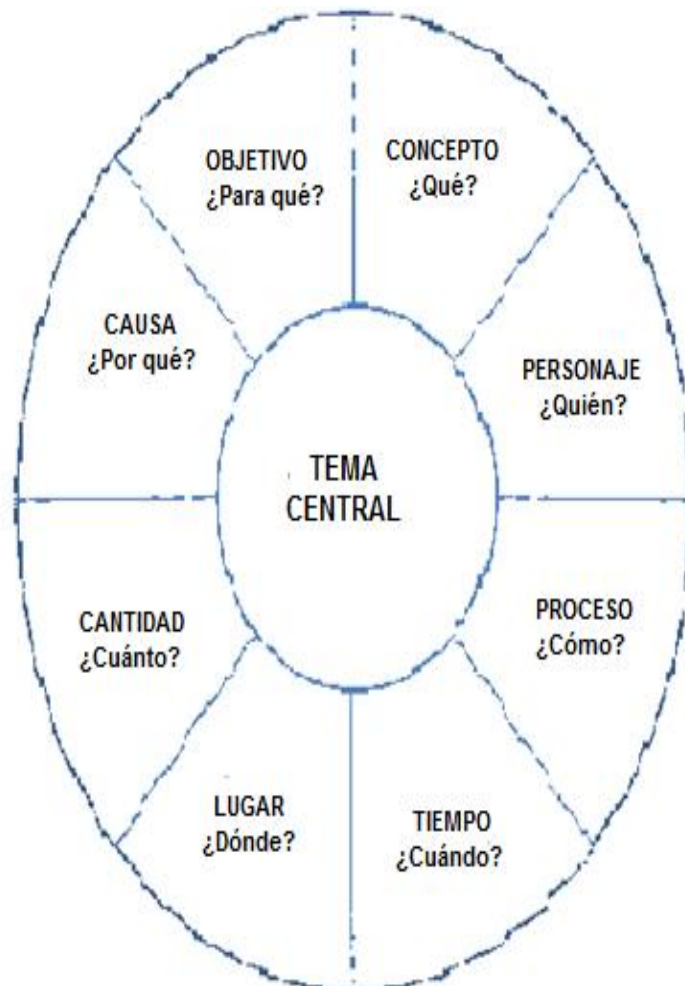 OBJETIVO
¿Para qué?
CONCEPTO
¿Qué?
CAUSA
¿Por qué?
PERSONAJE
¿Quién?
TEMA
CENTRAL
CANTIDAD
¿Cuánto?
PROCESO
¿Cómo?
LUGAR
¿Dónde?
TIEMPO
¿Cuándo?